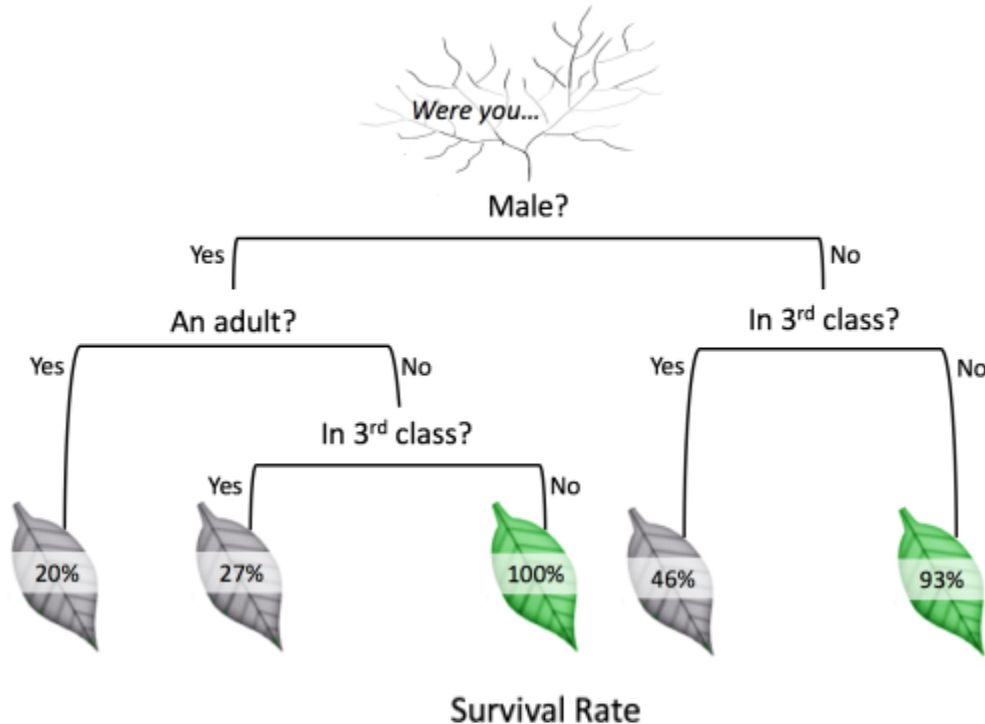 Were you...
Male?
Yes
No
An adult?
In 3rd class?
Yes
No
Yes
No
In 3rd class?
Yes
No
20%
27%
100%
46%
93%
Survival Rate